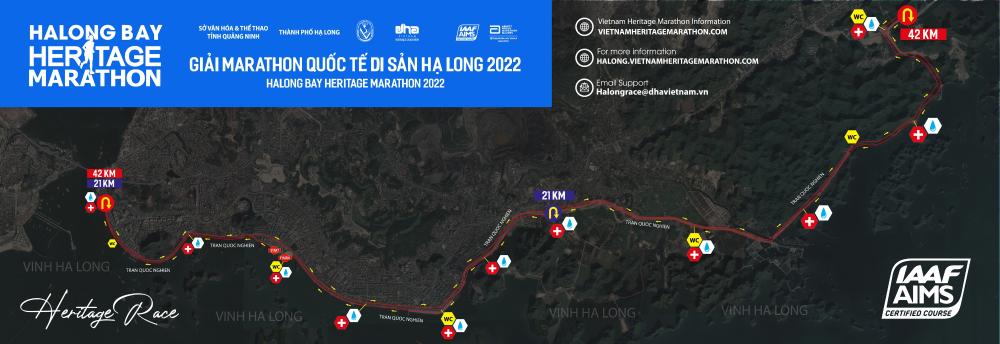 HALONG BAY
HERITAGE
MARATHON
SỞ VĂN HÓA & THỂ THAO
TỈNH QUẢNG NINH
THÀNH PHỐ HẠ LONG
dha
IAAF
AIMS
GIẢI MARATHON QUỐC TẾ DI SẢN HẠ LONG 2022
HALONG BAY HERITAGE MARATHON 2022
Vietnam Heritage Marathon Information
VIETNAMHERITAGEMARATHON.COM
For more information
HALONG.VIETNAMHERITAGEMARATHON.COM
Email Support
Halongrace@dhavietnam.vn
WC
42 KM
WC
42 KM
21 KM
21 KM
TRAN QUOC NGHIEN
TRAN QUOC NGHIEN
TRAN QUOC NGHIEN
WC
WC
TRAN QUOC NGHIEN
START
FINISH
WC
TRAN QUOC NGHIEN
VINH HA LONG
TRAN QUOC NGHIEN
TRAN QUOC NGHIEN
WC
VINH HA LONG
VINH HA LONG
VINH HA LONG
Heritage Race
IAAF
AIMS
CERTIFIED COURSE